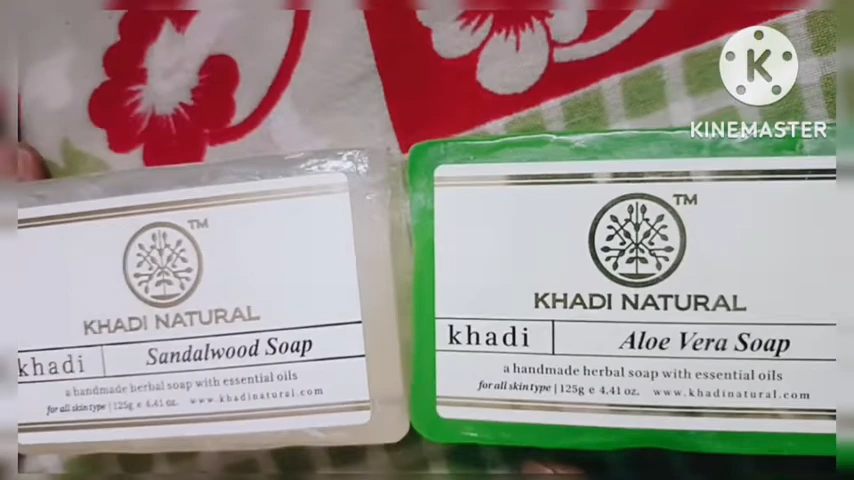 KINEMASTER
TM
KHADI NATURAL
khadi
Sandalwood Soap
a handmade herbal soap with essential oils
for all skin type | 125g e 4.41 oz. www.khadinatural.com
TM
KHADI NATURAL
khadi
Aloe Vera Soap
a handmade herbal soap with essential oils
for all skin type | 125g e 4.41 oz. www.khadinatural.com